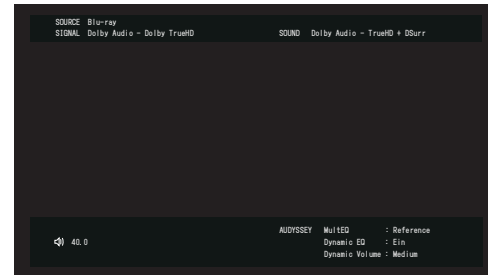 SOURCE Blu-ray
SIGNAL Dolby Audio - Dolby TrueHD SOUND Dolby Audio - TrueHD + DSurr
AUDYSSEY MultEQ : Reference
40.0 Dynamic EQ : Ein
Dynamic Volume : Medium